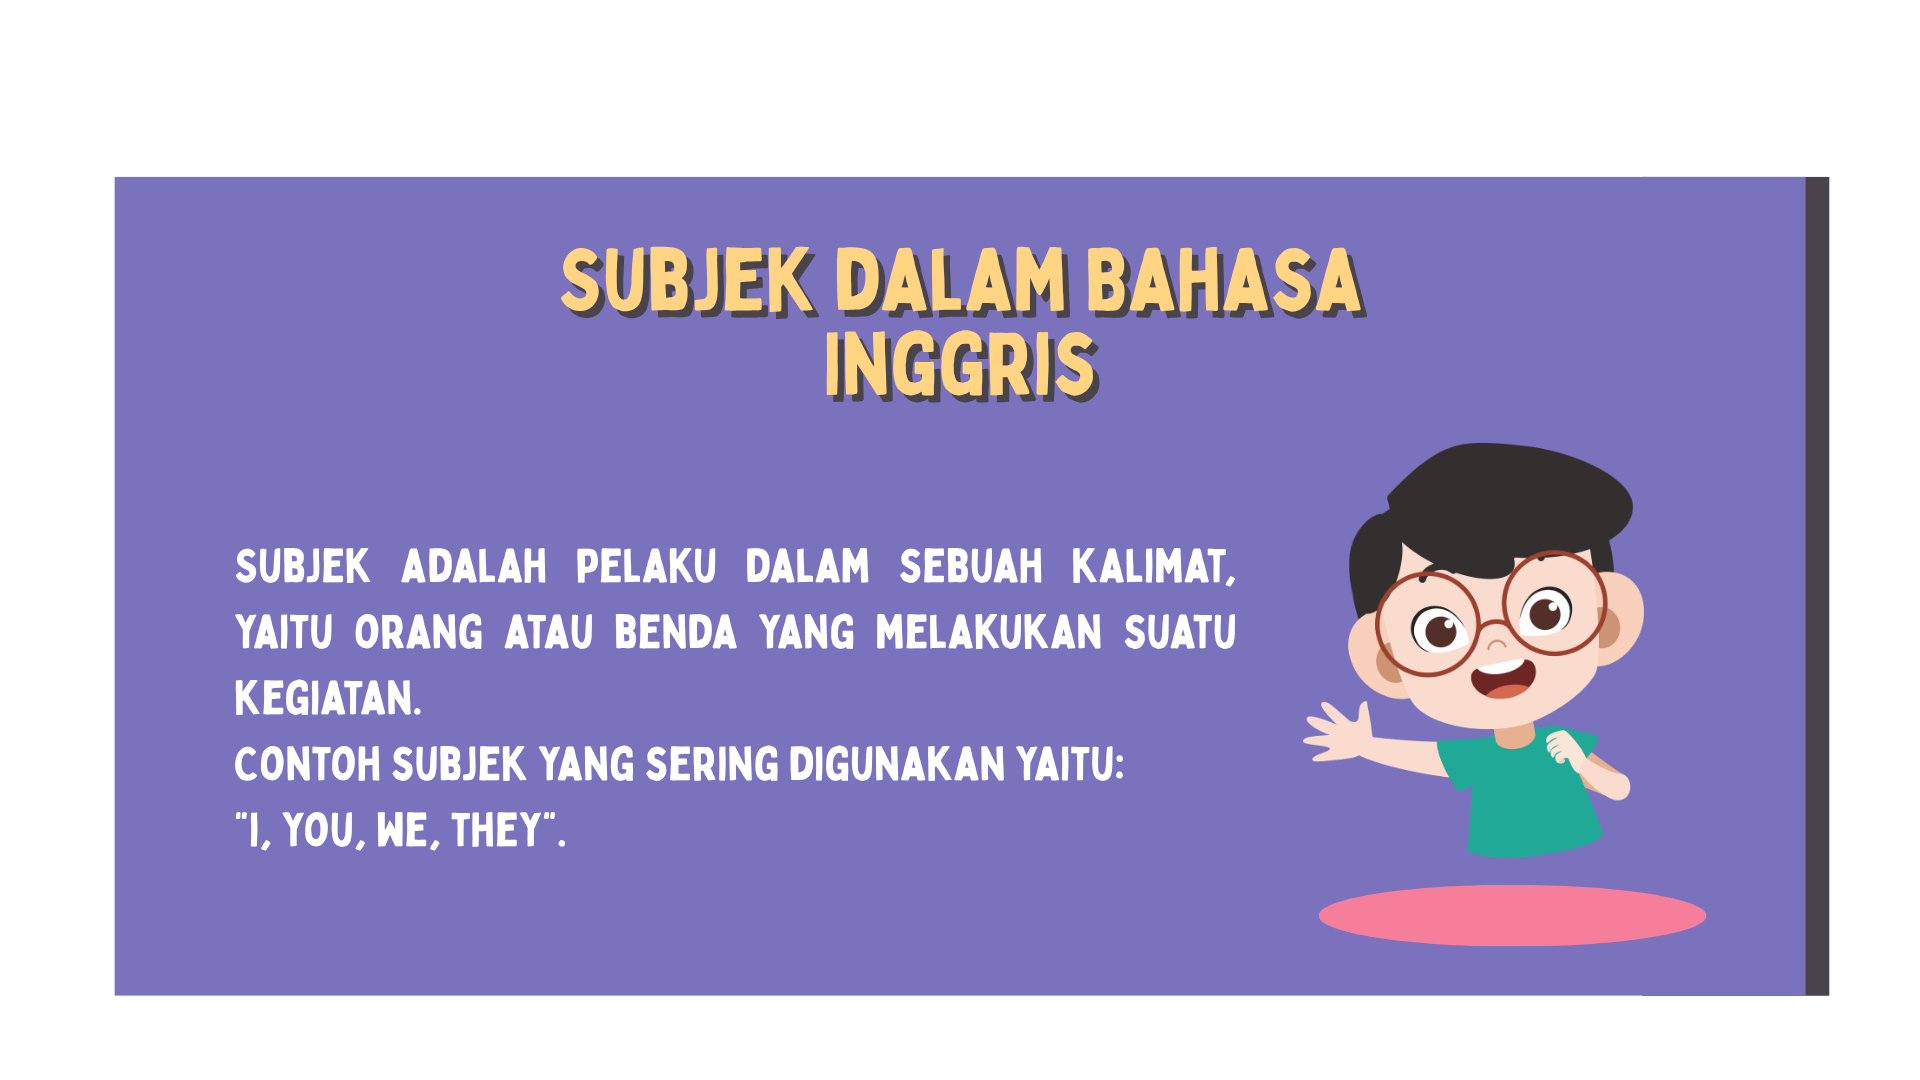 SUBJEK DALAM BAHASA
INGGRIS
SUBJEK ADALAH PELAKU DALAM SEBUAH KALIMAT,
YAITU ORANG ATAU BENDA YANG MELAKUKAN SUATU
KEGIATAN.
CONTOH SUBJEK YANG SERING DIGUNAKAN YAITU:
"I, YOU, WE, THEY".